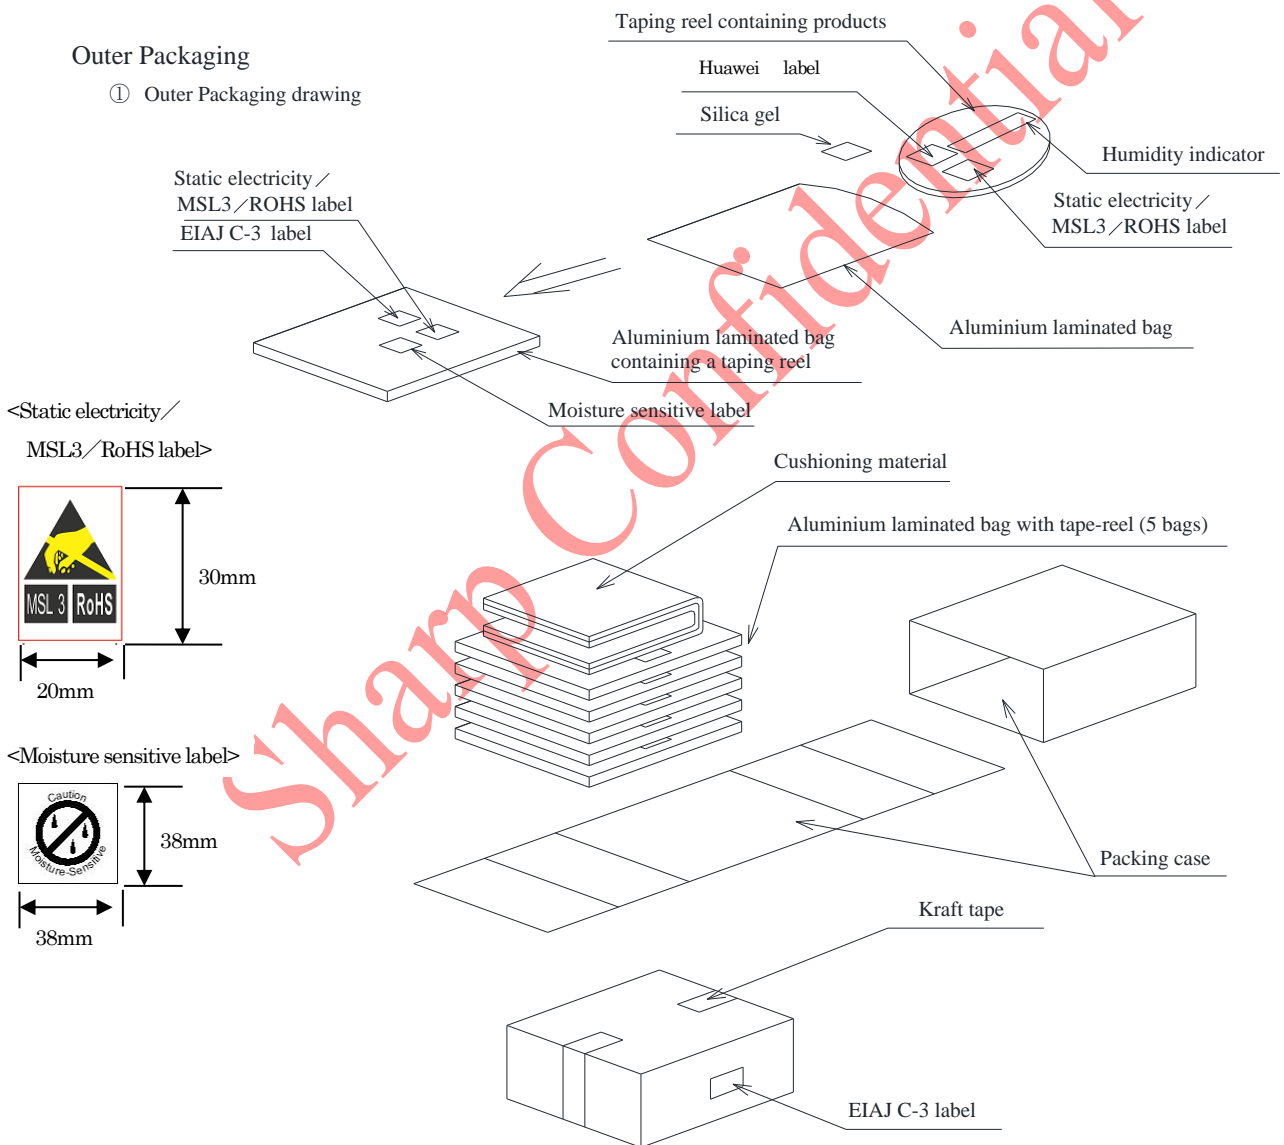 Outer Packaging
① Outer Packaging drawing
Taping reel containing products
Huawei label
Silica gel
Humidity indicator
Static electricity／
MSL3／ROHS label
Static electricity／
MSL3／ROHS label
EIAJ C-3 label
Aluminium laminated bag
Aluminium laminated bag
containing a taping reel
Moisture sensitive label
<Static electricity／
MSL3／RoHS label>
MSL 3 RoHS
30mm
20mm
Cushioning material
Aluminium laminated bag with tape-reel (5 bags)
<Moisture sensitive label>
Caution
Moisture-Sensitive
38mm
38mm
Packing case
Kraft tape
EIAJ C-3 label
Sharp Confidential